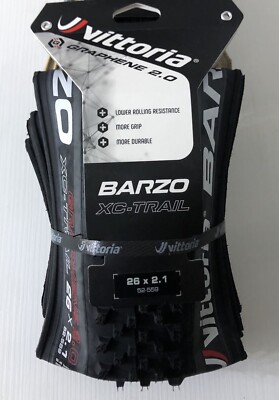 vittoria
GRAPHENE 2.0
LOWER ROLLING RESISTANCE
MORE GRIP
MORE DURABLE
BARZO
XC-TRAIL
vittoria
26 x 2.1
52-559
vittoria
BAR